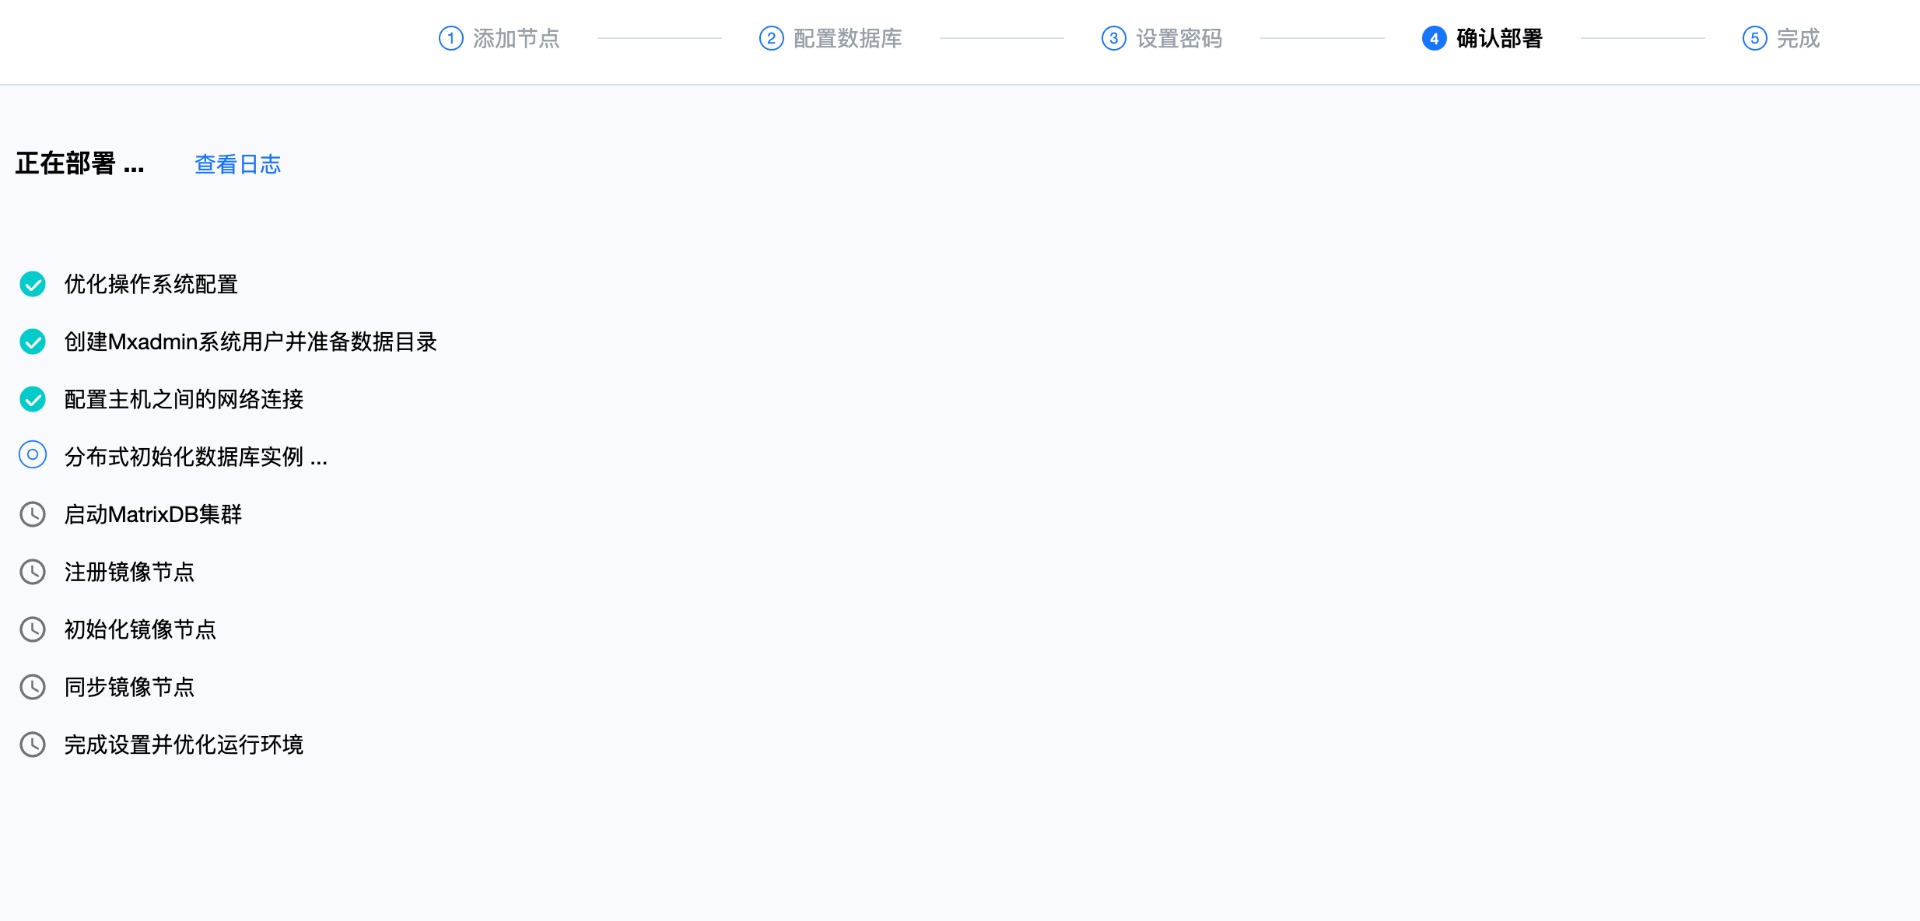 1 添加节点 2 配置数据库 3 设置密码 4 确认部署 5 完成
正在部署 ... 查看日志
优化操作系统配置
创建Mxadmin系统用户并准备数据目录
配置主机之间的网络连接
分布式初始化数据库实例 ...
启动MatrixDB集群
注册镜像节点
初始化镜像节点
同步镜像节点
完成设置并优化运行环境